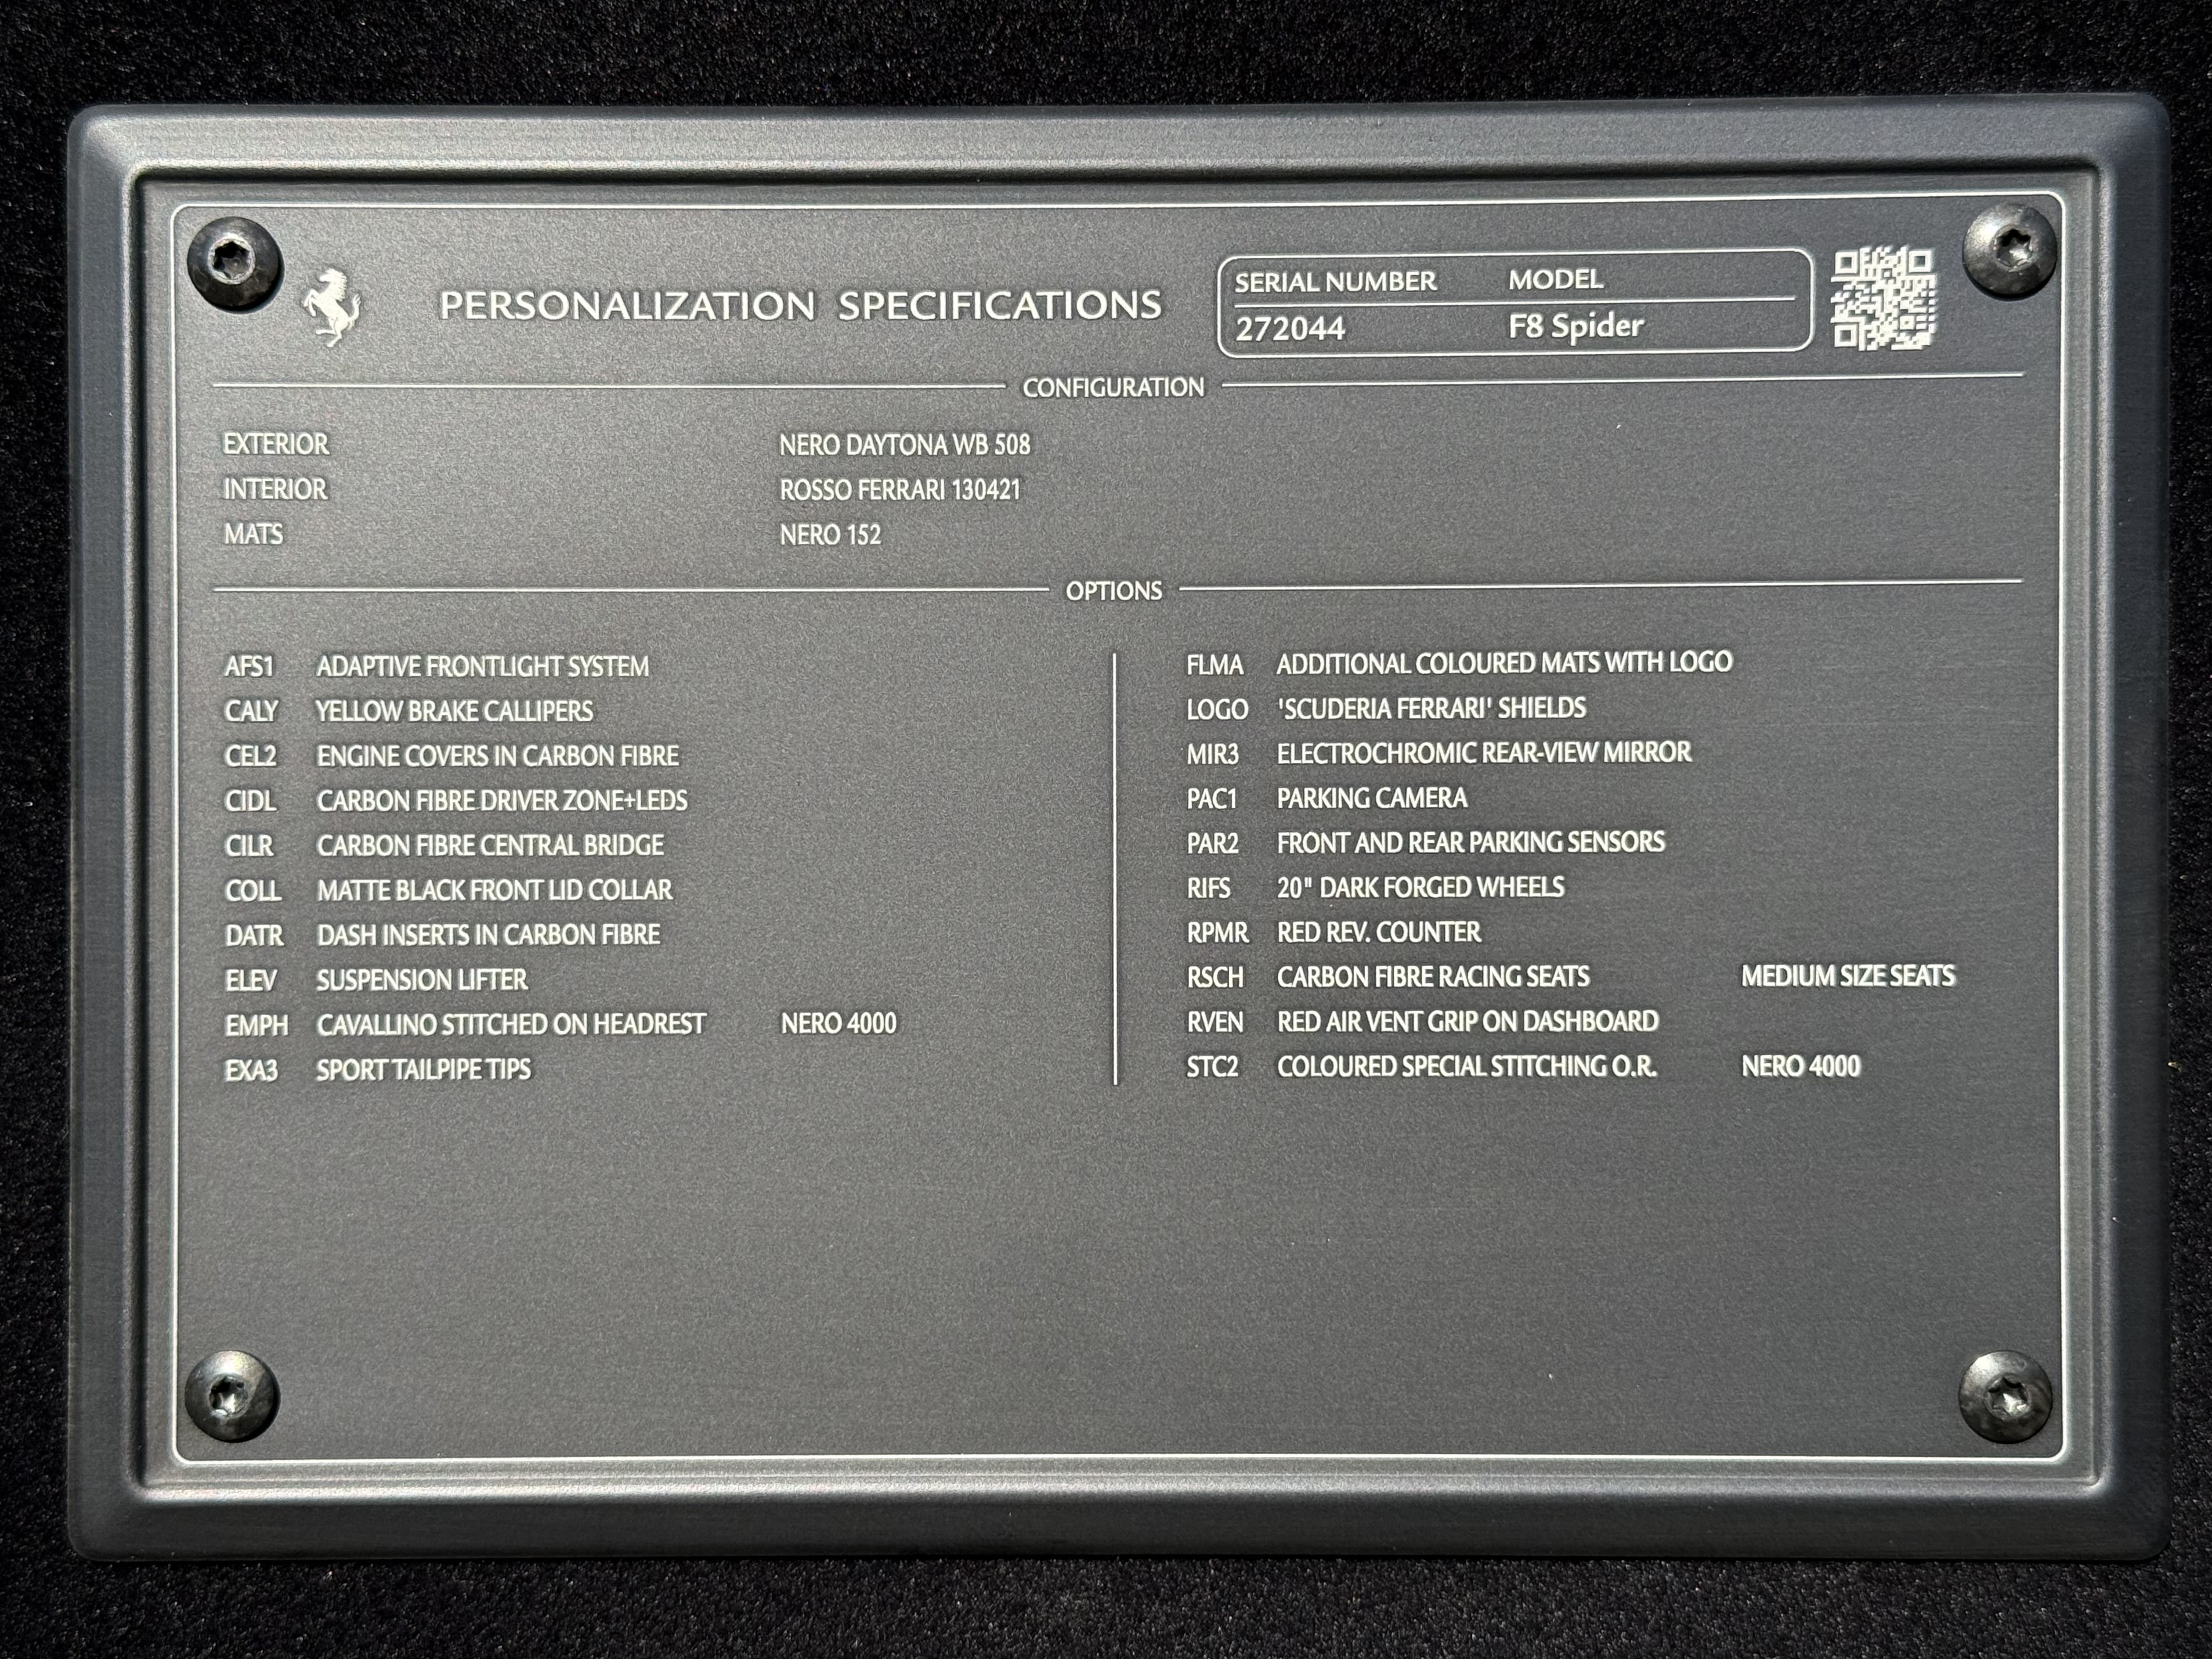 PERSONALIZATION SPECIFICATIONS
SERIAL NUMBER MODEL
272044 F8 Spider
CONFIGURATION
EXTERIOR NERO DAYTONA WB 508
INTERIOR ROSSO FERRARI 130421
MATS NERO 152
OPTIONS
AFS1 ADAPTIVE FRONTLIGHT SYSTEM
CALY YELLOW BRAKE CALLIPERS
CEL2 ENGINE COVERS IN CARBON FIBRE
CIDL CARBON FIBRE DRIVER ZONE+LEDS
CILR CARBON FIBRE CENTRAL BRIDGE
COLL MATTE BLACK FRONT LID COLLAR
DATR DASH INSERTS IN CARBON FIBRE
ELEV SUSPENSION LIFTER
EMPH CAVALLINO STITCHED ON HEADREST NERO 4000
EXA3 SPORT TAILPIPE TIPS
FLMA ADDITIONAL COLOURED MATS WITH LOGO
LOGO 'SCUDERIA FERRARI' SHIELDS
MIR3 ELECTROCHROMIC REAR-VIEW MIRROR
PAC1 PARKING CAMERA
PAR2 FRONT AND REAR PARKING SENSORS
RIFS 20" DARK FORGED WHEELS
RPMR RED REV. COUNTER
RSCH CARBON FIBRE RACING SEATS MEDIUM SIZE SEATS
RVEN RED AIR VENT GRIP ON DASHBOARD
STC2 COLOURED SPECIAL STITCHING O.R. NERO 4000